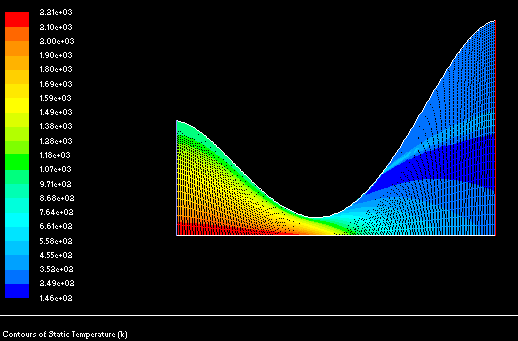 2.21e+03
2.10e+03
2.00e+03
1.90e+03
1.80e+03
1.69e+03
1.59e+03
1.49e+03
1.38e+03
1.28e+03
1.18e+03
1.07e+03
9.71e+02
8.68e+02
7.64e+02
6.61e+02
5.58e+02
4.55e+02
3.52e+02
2.49e+02
1.46e+02
Contours of Static Temperature (k)